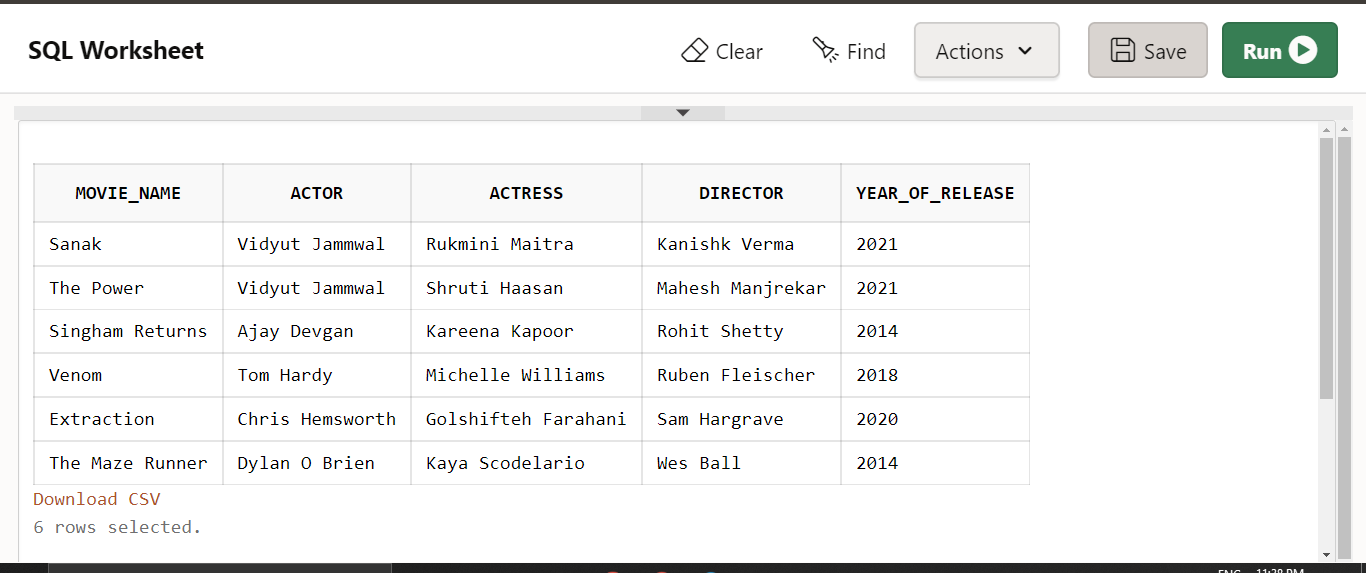 SQL Worksheet Clear Find Actions Save Run
MOVIE_NAME ACTOR ACTRESS DIRECTOR YEAR_OF_RELEASE
Sanak Vidyut Jammwal Rukmini Maitra Kanishk Verma 2021
The Power Vidyut Jammwal Shruti Haasan Mahesh Manjrekar 2021
Singham Returns Ajay Devgan Kareena Kapoor Rohit Shetty 2014
Venom Tom Hardy Michelle Williams Ruben Fleischer 2018
Extraction Chris Hemsworth Golshifteh Farahani Sam Hargrave 2020
The Maze Runner Dylan O Brien Kaya Scodelario Wes Ball 2014
Download CSV
6 rows selected.